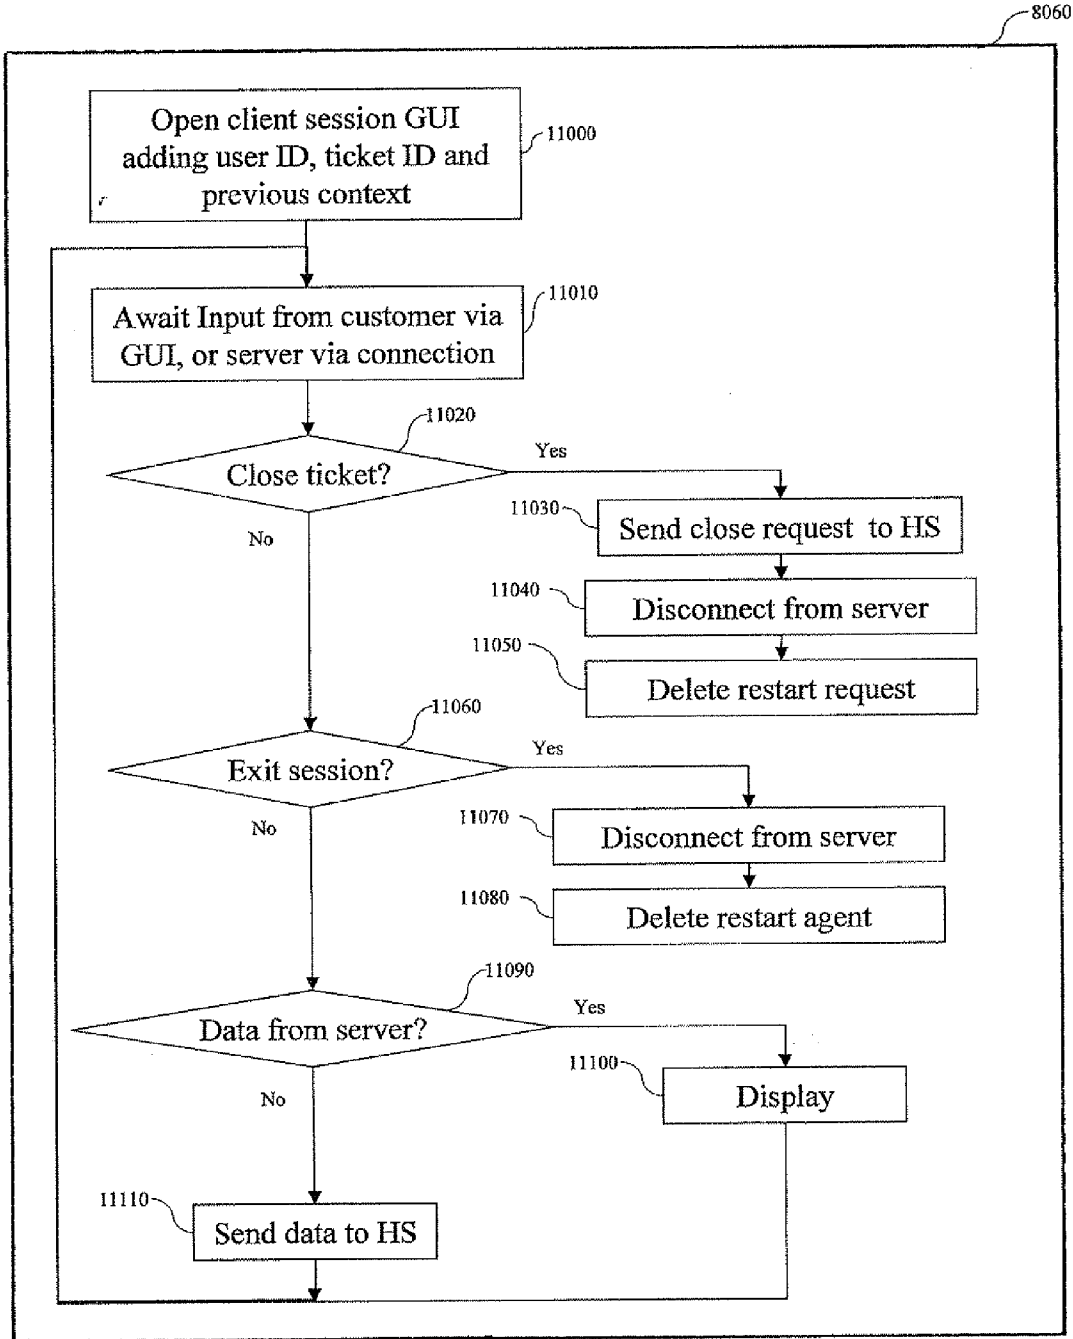 8060
Open client session GUI
adding user ID, ticket ID and
previous context
11000
Await Input from customer via
GUI, or server via connection
11010
Close ticket?
11020
Yes
No
11030
Send close request to HS
11040
Disconnect from server
11050
Delete restart request
Exit session?
11060
Yes
No
11070
Disconnect from server
11080
Delete restart agent
Data from server?
11090
Yes
No
11100
Display
11110
Send data to HS